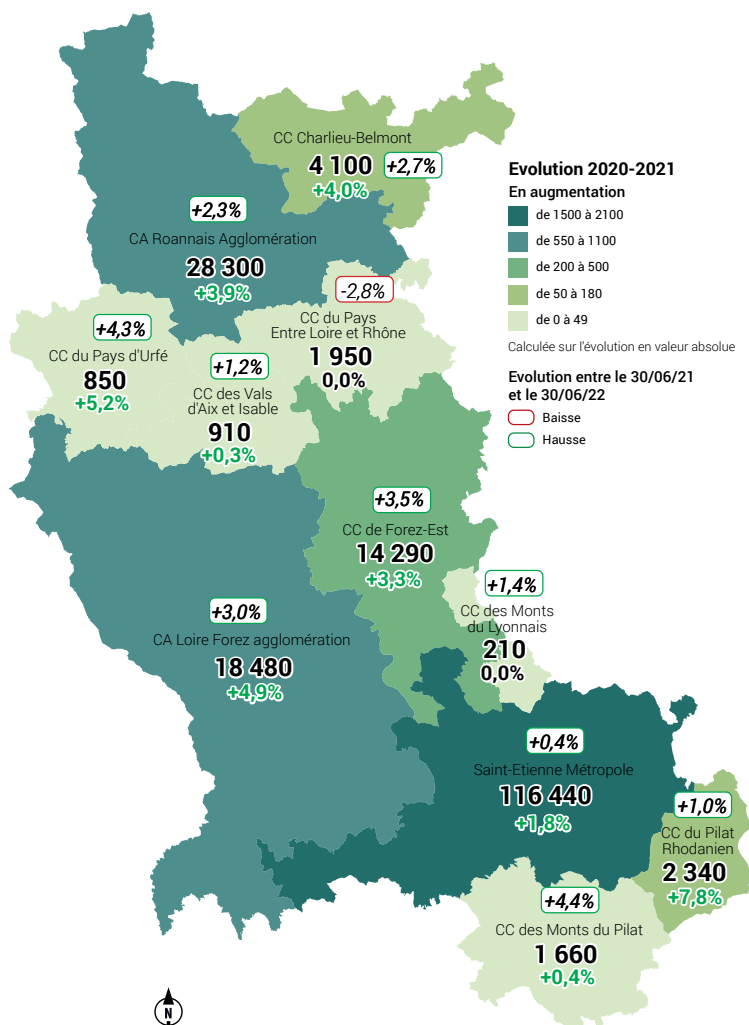 CC Charlieu-Belmont
4 100
+2,7%
+4,0%
Evolution 2020-2021
En augmentation
de 1500 à 2100
de 550 à 1100
de 200 à 500
de 50 à 180
de 0 à 49
Calculée sur l'évolution en valeur absolue
Evolution entre le 30/06/21
et le 30/06/22
Baisse
Hausse
+2,3%
CA Roannais Agglomération
28 300
+3,9%
-2,8%
CC du Pays
Entre Loire et Rhône
1 950
0,0%
+4,3%
CC du Pays d'Urfé
850
+5,2%
+1,2%
CC des Vals
d'Aix et Isable
910
+0,3%
+3,5%
CC de Forez-Est
14 290
+3,3%
+1,4%
CC des Monts
du Lyonnais
210
0,0%
+3,0%
CA Loire Forez agglomération
18 480
+4,9%
+0,4%
Saint-Etienne Métropole
116 440
+1,8%
+1,0%
CC du Pilat
Rhodanien
2 340
+7,8%
+4,4%
CC des Monts du Pilat
1 660
+0,4%
N